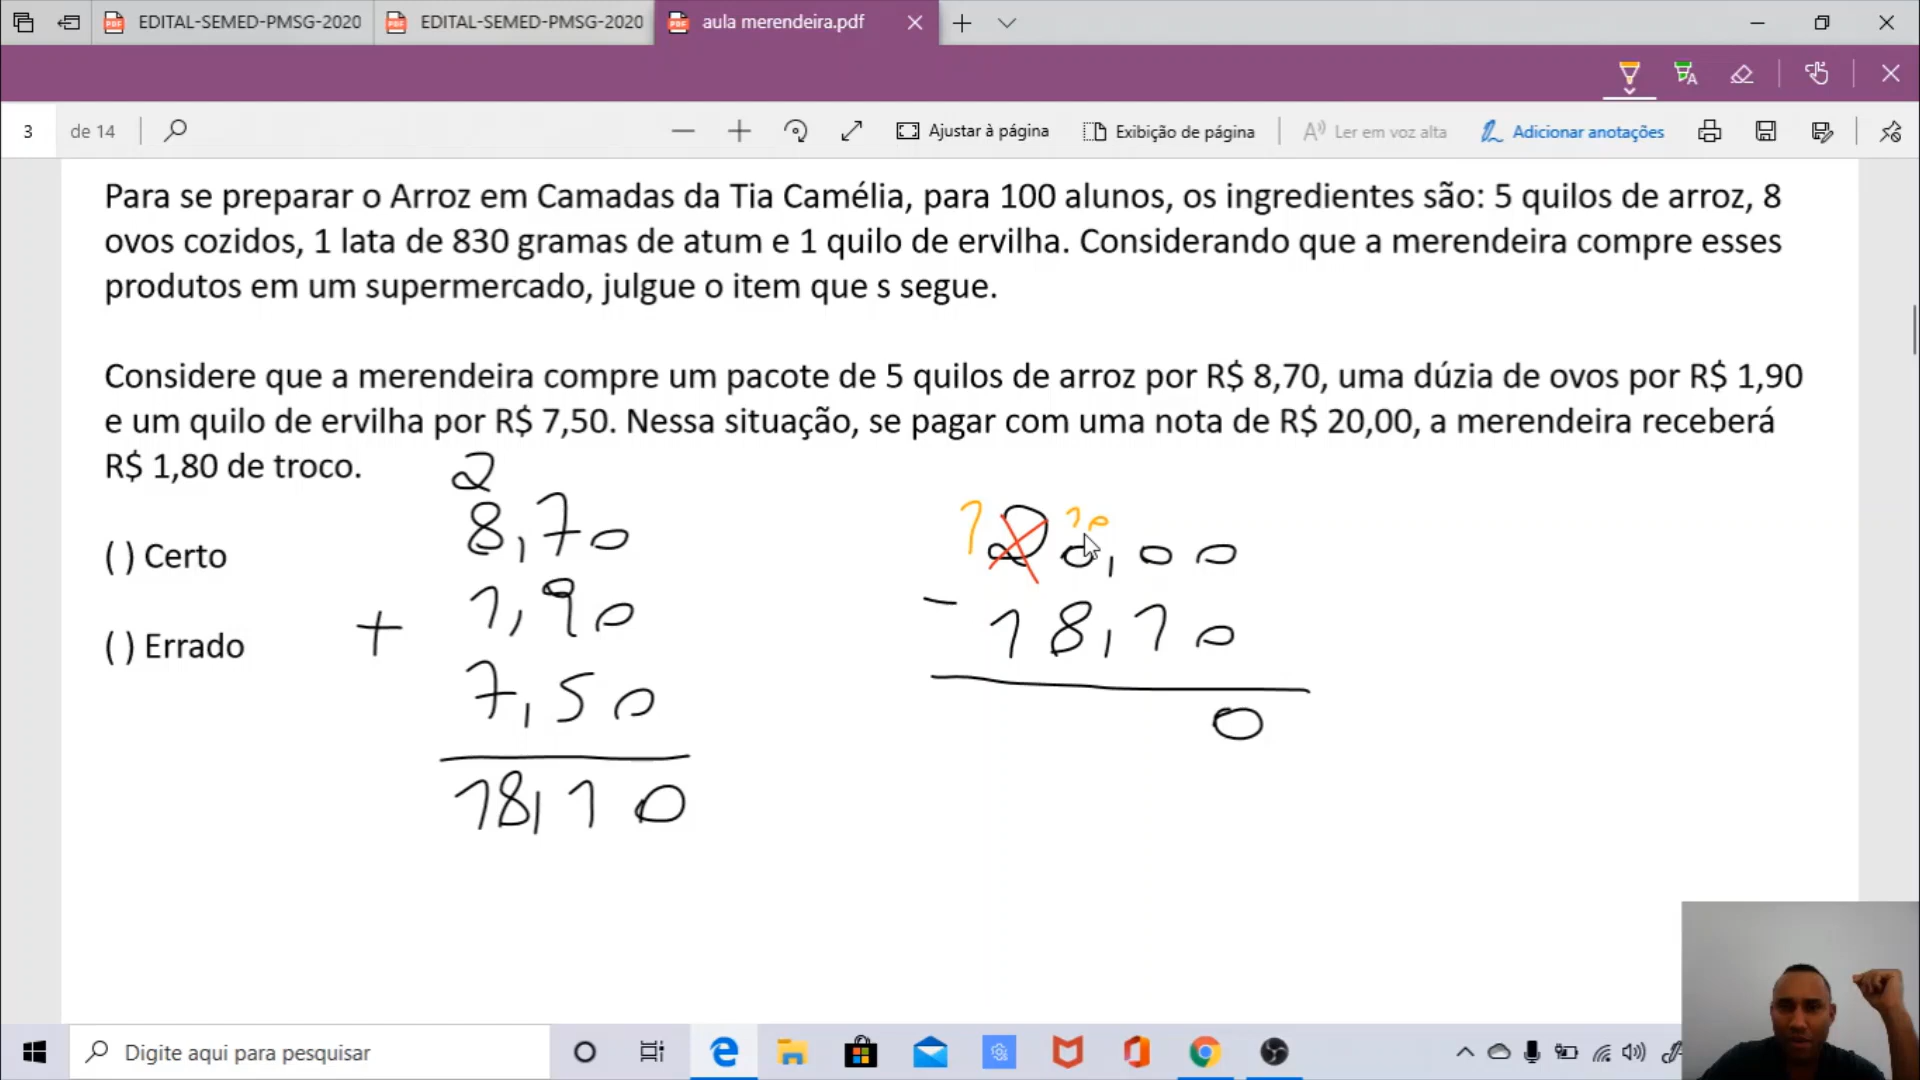 EDITAL-SEMED-PMSG-2020
EDITAL-SEMED-PMSG-2020
aula merendeira.pdf
3 de 14
Ajustar à página
Exibição de página
Ler em voz alta
Adicionar anotações
Para se preparar o Arroz em Camadas da Tia Camélia, para 100 alunos, os ingredientes são: 5 quilos de arroz, 8
ovos cozidos, 1 lata de 830 gramas de atum e 1 quilo de ervilha. Considerando que a merendeira compre esses
produtos em um supermercado, julgue o item que s segue.
Considere que a merendeira compre um pacote de 5 quilos de arroz por R$ 8,70, uma dúzia de ovos por R$ 1,90
e um quilo de ervilha por R$ 7,50. Nessa situação, se pagar com uma nota de R$ 20,00, a merendeira receberá
R$ 1,80 de troco.
( ) Certo
( ) Errado
2
8,70
+ 1,90
7,50
18,10
1 10
20,00
- 18,10
0
Digite aqui para pesquisar